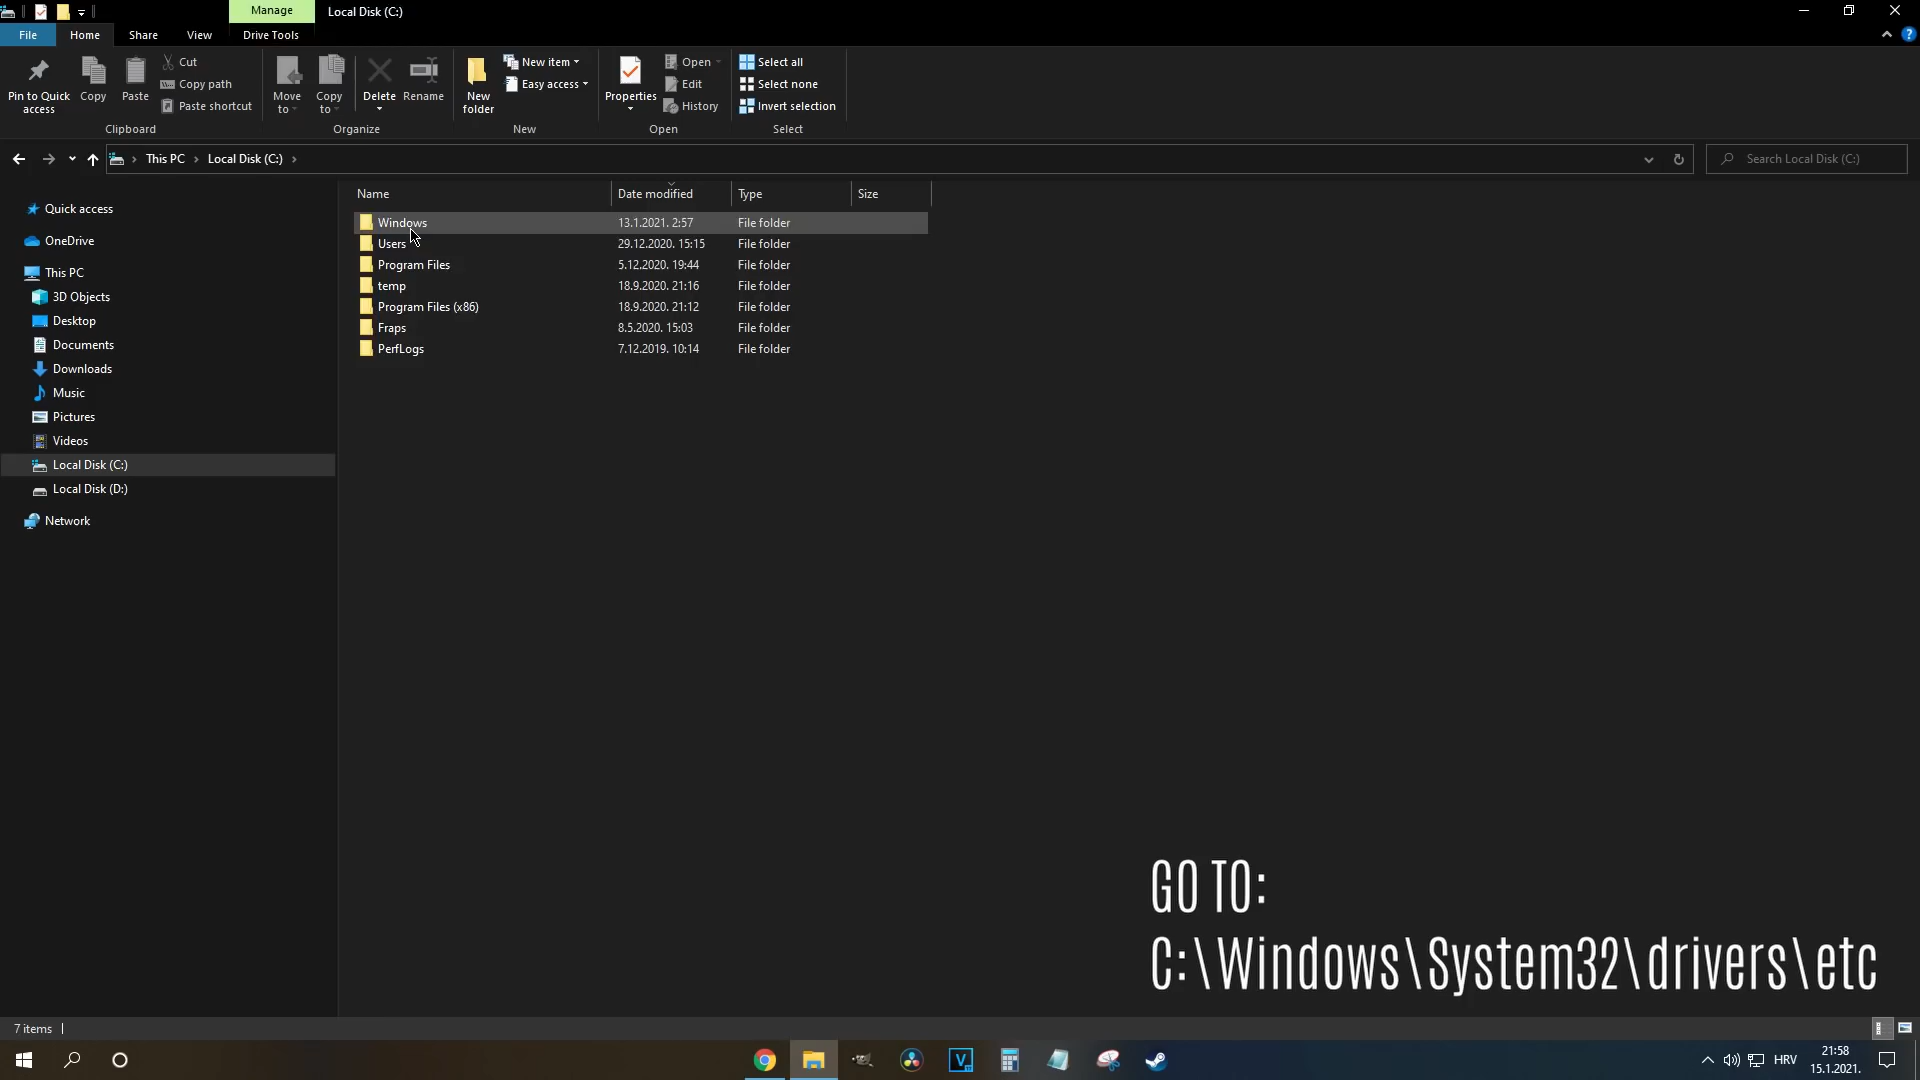 Manage
Local Disk (C:)
File
Home
Share
View
Drive Tools
Pin to Quick access
Copy
Paste
Cut
Copy path
Paste shortcut
Clipboard
Move to
Copy to
Delete
Rename
Organize
New folder
New item
Easy access
New
Properties
Open
Edit
History
Open
Select all
Select none
Invert selection
Select
This PC
Local Disk (C:)
Search Local Disk (C:)
Quick access
OneDrive
This PC
3D Objects
Desktop
Documents
Downloads
Music
Pictures
Videos
Local Disk (C:)
Local Disk (D:)
Network
Name Date modified Type Size
Windows 13.1.2021. 2:57 File folder
Users 29.12.2020. 15:15 File folder
Program Files 5.12.2020. 19:44 File folder
temp 18.9.2020. 21:16 File folder
Program Files (x86) 18.9.2020. 21:12 File folder
Fraps 8.5.2020. 15:03 File folder
PerfLogs 7.12.2019. 10:14 File folder
GO TO:
C:\Windows\System32\drivers\etc
7 items
V
HRV
21:58
15.1.2021.